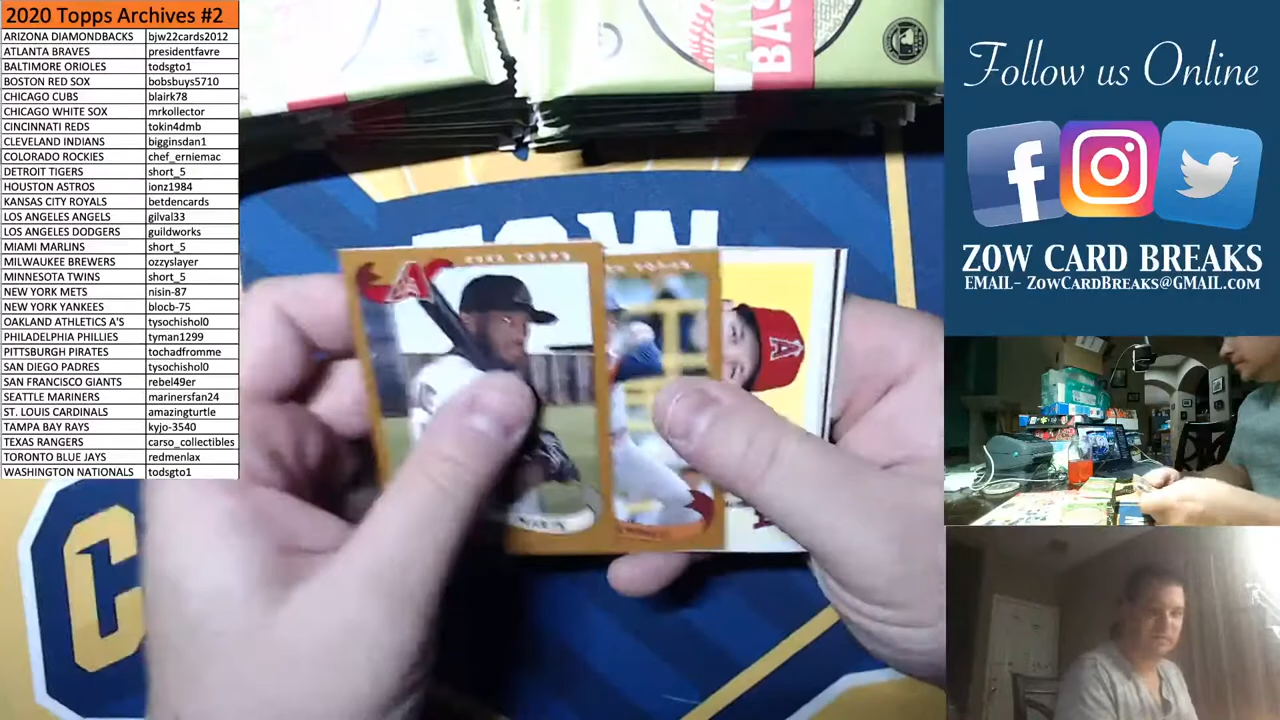 2020 Topps Archives #2
ARIZONA DIAMONDBACKS bjw22cards2012
ATLANTA BRAVES presidentfavre
BALTIMORE ORIOLES todsgto1
BOSTON RED SOX bobsbuys5710
CHICAGO CUBS blairk78
CHICAGO WHITE SOX mrkollector
CINCINNATI REDS tokin4dmb
CLEVELAND INDIANS bigginsdan1
COLORADO ROCKIES chef_erniemac
DETROIT TIGERS short_5
HOUSTON ASTROS ionz1984
KANSAS CITY ROYALS betdencards
LOS ANGELES ANGELS gilval33
LOS ANGELES DODGERS guildworks
MIAMI MARLINS short_5
MILWAUKEE BREWERS ozzyslayer
MINNESOTA TWINS short_5
NEW YORK METS nisin-87
NEW YORK YANKEES biocb-75
OAKLAND ATHLETICS A'S tysochishol0
PHILADELPHIA PHILLIES tyman1299
PITTSBURGH PIRATES tochadfromme
SAN DIEGO PADRES tysochishol0
SAN FRANCISCO GIANTS rebel49er
SEATTLE MARINERS marinersfan24
ST. LOUIS CARDINALS amazingturtle
TAMPA BAY RAYS kyjo-3540
TEXAS RANGERS carso_collectibles
TORONTO BLUE JAYS redmenlax
WASHINGTON NATIONALS todsgto1
BAS
ZOW
A
C
Follow us Online
ZOW CARD BREAKS
EMAIL- ZowCardBreaks@gmail.com